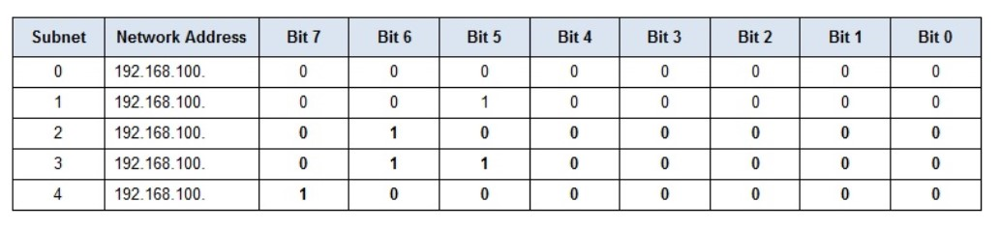 Subnet Network Address Bit 7 Bit 6 Bit 5 Bit 4 Bit 3 Bit 2 Bit 1 Bit 0
0 192.168.100. 0 0 0 0 0 0 0 0
1 192.168.100. 0 0 1 0 0 0 0 0
2 192.168.100. 0 1 0 0 0 0 0 0
3 192.168.100. 0 1 1 0 0 0 0 0
4 192.168.100. 1 0 0 0 0 0 0 0